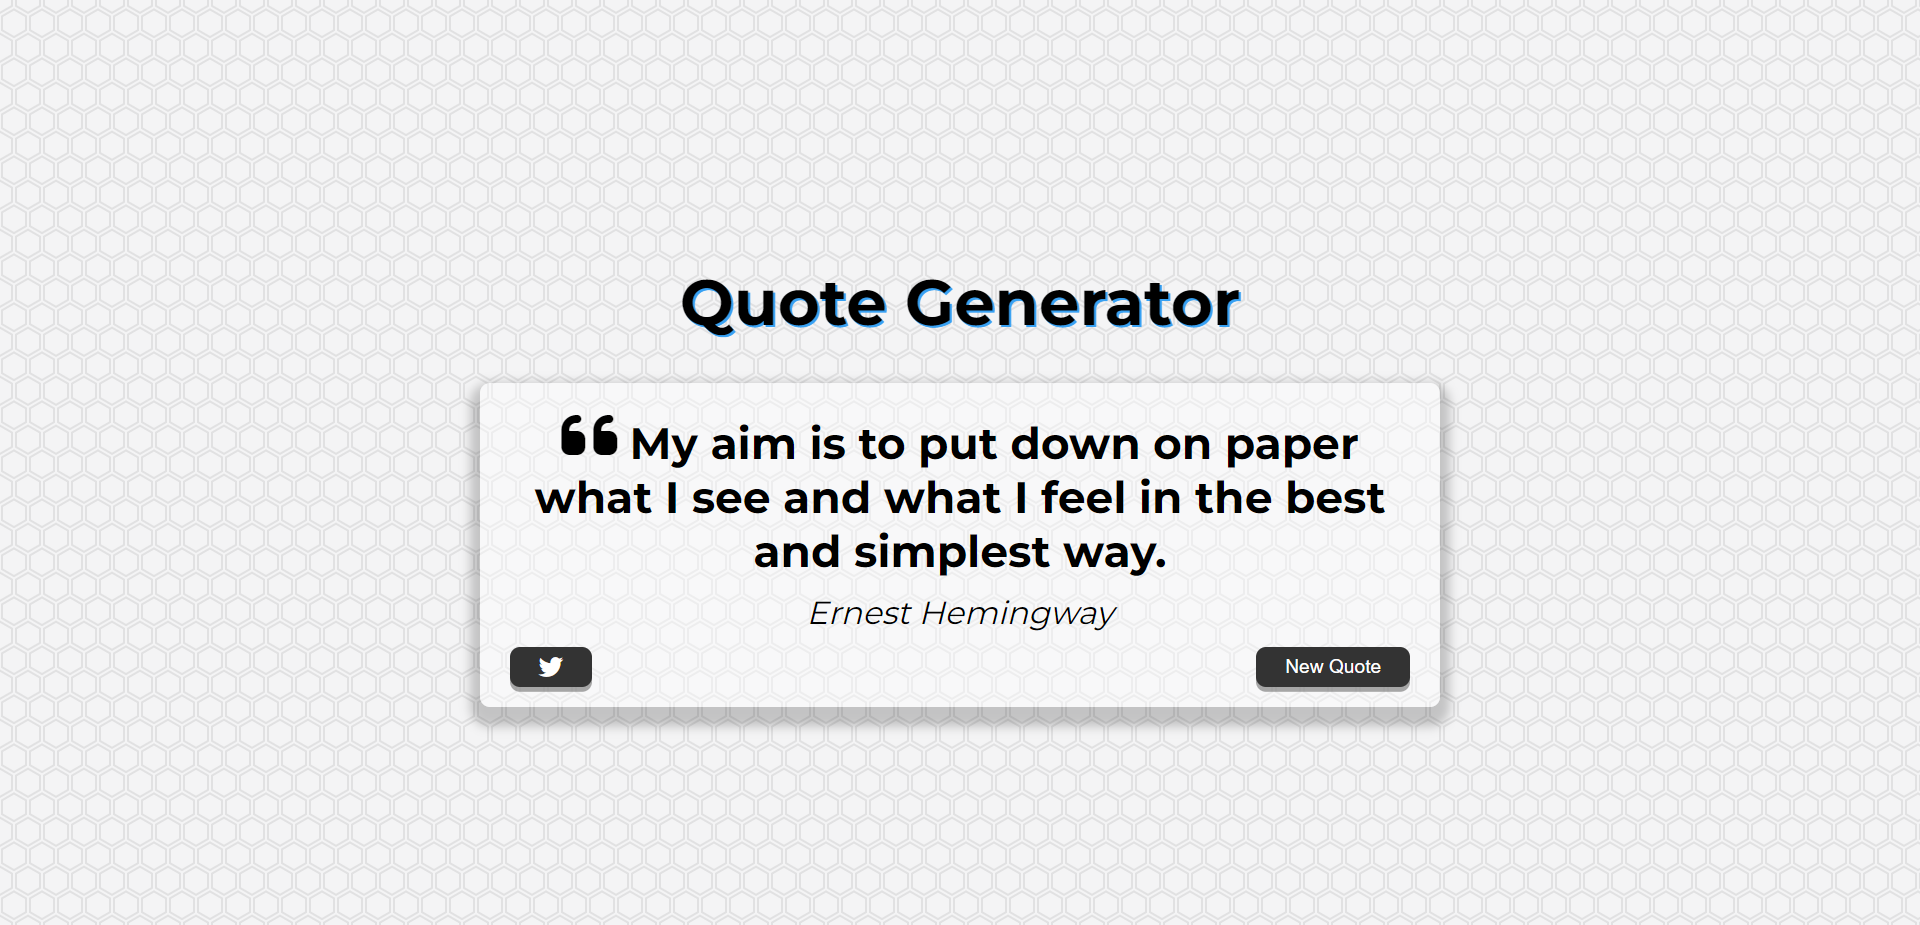 Quote Generator
“ My aim is to put down on paper
what I see and what I feel in the best
and simplest way.
Ernest Hemingway
New Quote